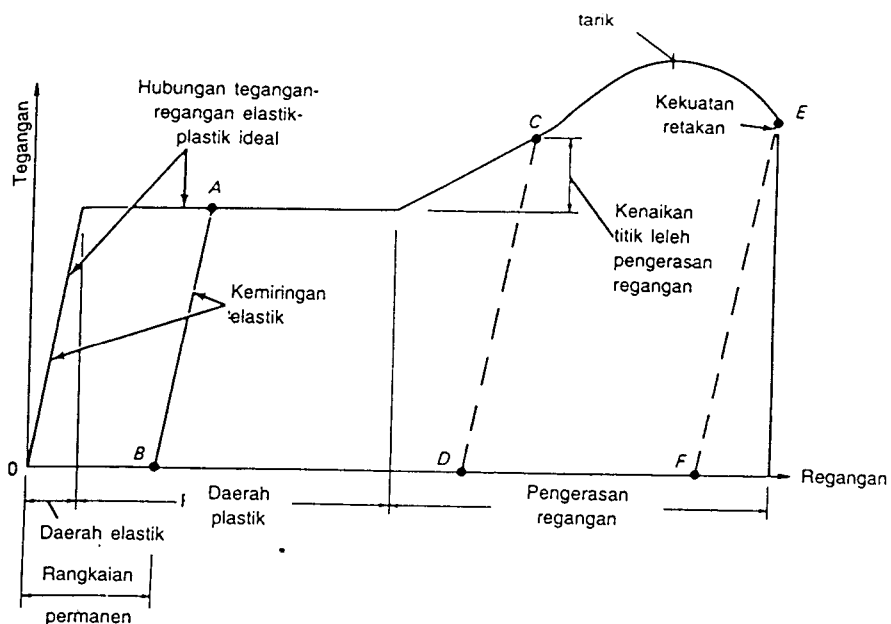 tarik
Hubungan tegangan-
regangan elastik-
plastik ideal
Tegangan
Kekuatan
retakan
E
C
A
Kenaikan
titik leleh
pengerasan
regangan
Kemiringan
elastik
0
B
D
F
Regangan
Daerah
plastik
Pengerasan
regangan
Daerah elastik
Rangkaian
permanen